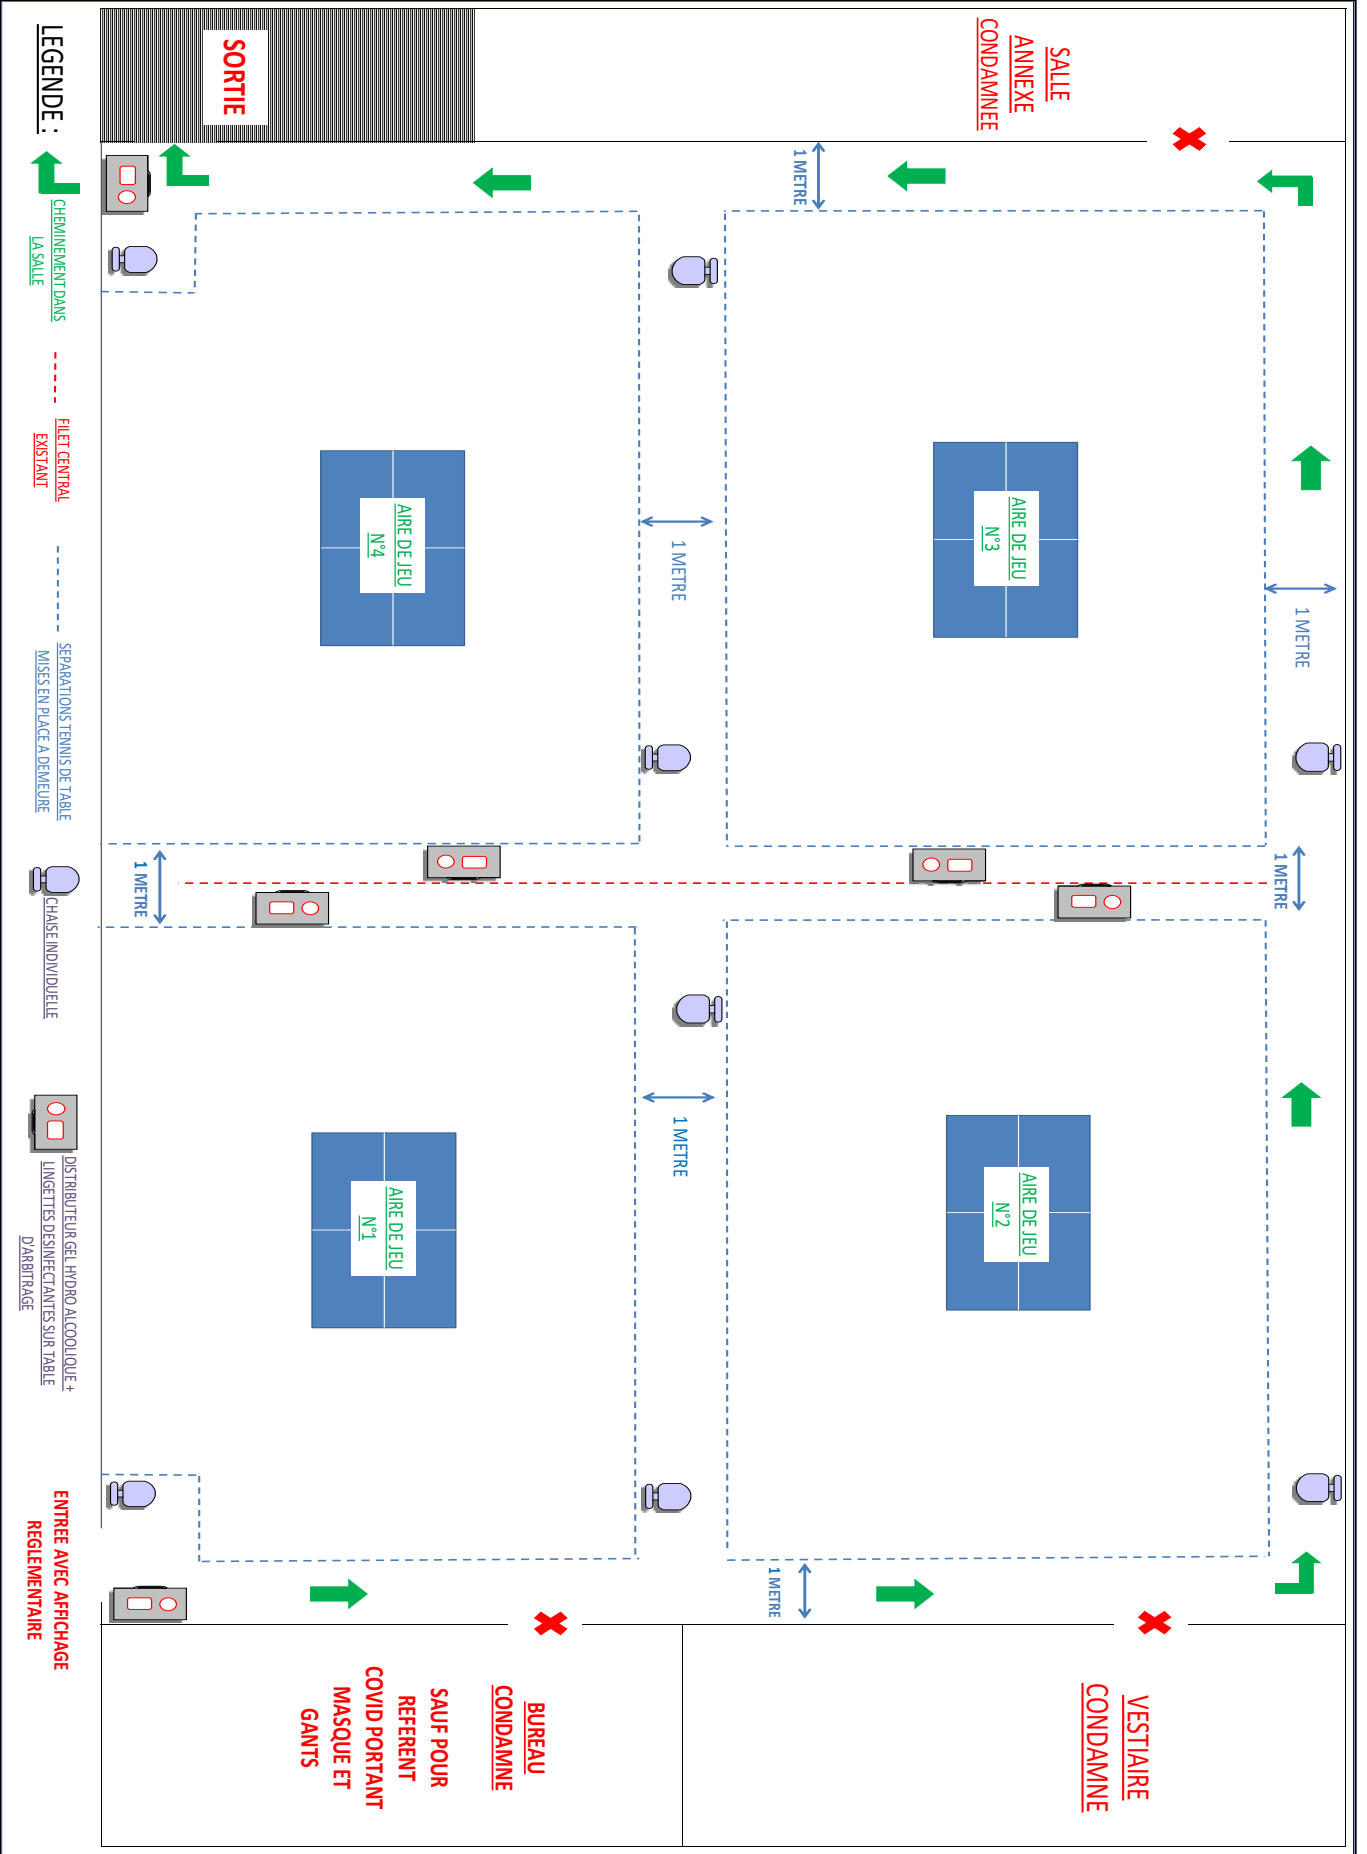 SALLE
ANNEXE
CONDAMNEE
SORTIE
1 METRE
AIRE DE JEU
N°3
1 METRE
AIRE DE JEU
N°4
1 METRE
1 METRE
1 METRE
AIRE DE JEU
N°2
1 METRE
AIRE DE JEU
N°1
1 METRE
VESTIAIRE
CONDAMNE
BUREAU
CONDAMNE
SAUF POUR
REFERENT
COVID PORTANT
MASQUE ET
GANTS
LEGENDE :
CHEMINEMENT DANS
LA SALLE
FILET CENTRAL
EXISTANT
SEPARATIONS TENNIS DE TABLE
MISES EN PLACE A DEMEURE
CHAISE INDIVIDUELLE
DISTRIBUTEUR GEL HYDRO ALCOOLIQUE +
LINGETTES DESINFECTANTES SUR TABLE
D'ARBITRAGE
ENTREE AVEC AFFICHAGE
REGLEMENTAIRE